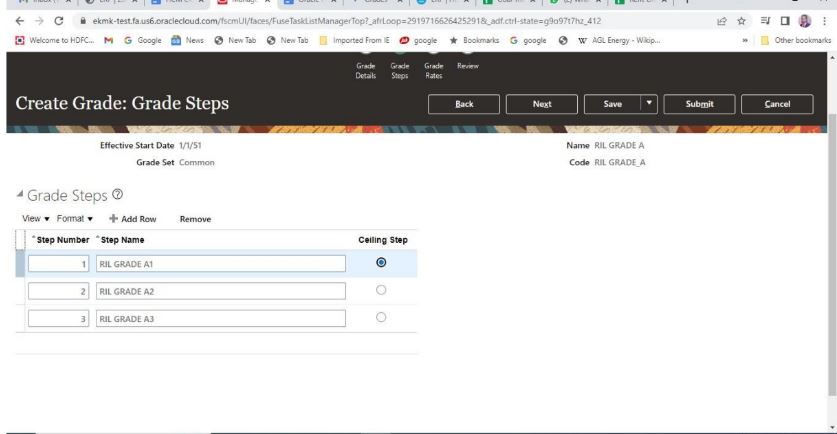 ekmk-test.fa.us6.oraclecloud.com/fscmUI/faces/FuseTaskListManagerTop?_afrLoop=2919716626425291&_adf.ctrl-state=g9o97t7hz_412
Welcome to HDFC... Google News New Tab New Tab Imported From IE google Bookmarks google AGL Energy - Wikip... » Other bookmarks
Grade Details Grade Steps Grade Rates Review
Create Grade: Grade Steps Back Next Save Submit Cancel
Effective Start Date 1/1/51 Name RIL GRADE A
Grade Set Common Code RIL GRADE_A
Grade Steps
View Format Add Row Remove
*Step Number *Step Name Ceiling Step
1 RIL GRADE A1
2 RIL GRADE A2
3 RIL GRADE A3